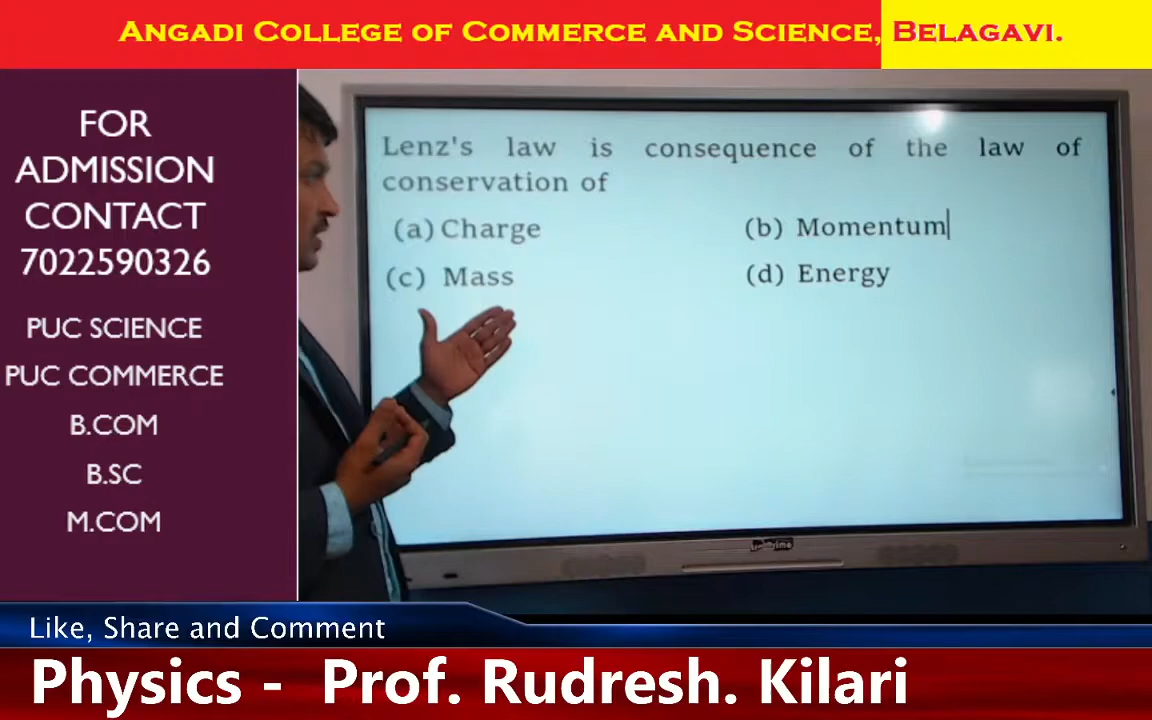 Angadi College of Commerce and Science, Belagavi.
FOR
ADMISSION
CONTACT
7022590326
PUC SCIENCE
PUC COMMERCE
B.COM
B.SC
M.COM
Lenz's law is consequence of the law of
conservation of
(a) Charge (b) Momentum
(c) Mass (d) Energy
Like, Share and Comment
Physics - Prof. Rudresh. Kilari